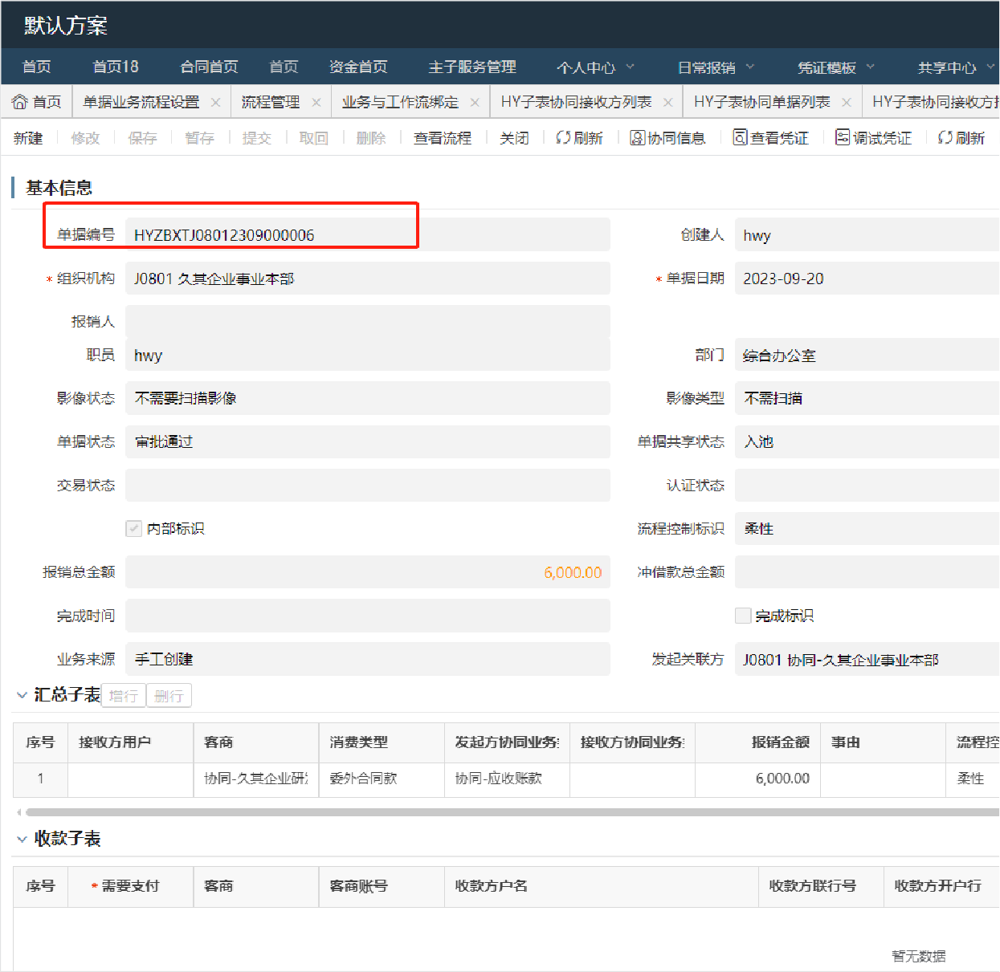 默认方案
首页 首页18 合同首页 首页 资金首页 主子服务管理 个人中心 日常报销 凭证模板 共享中心
首页 单据业务流程设置 流程管理 业务与工作流绑定 HY子表协同接收方列表 HY子表协同单据列表 HY子表协同接收方
新建 修改 保存 暂存 提交 取回 删除 查看流程 关闭 刷新 协同信息 查看凭证 调试凭证 刷新
基本信息
单据编号 HYZBXTJ08012309000006 创建人 hwy
* 组织机构 J0801 久其企业事业本部 * 单据日期 2023-09-20
报销人
职员 hwy 部门 综合办公室
影像状态 不需要扫描影像 影像类型 不需扫描
单据状态 审批通过 单据共享状态 入池
交易状态 认证状态
内部标识 流程控制标识 柔性
报销总金额 6,000.00 冲借款总金额
完成时间 完成标识
业务来源 手工创建 发起关联方 J0801 协同-久其企业事业本部
汇总子表 增行 删行
序号 接收方用户 客商 消费类型 发起方协同业务 接收方协同业务 报销金额 事由 流程控
1 协同-久其企业研 委外合同款 协同-应收账款 6,000.00 柔性
收款子表
序号 * 需要支付 客商 客商账号 收款方户名 收款方联行号 收款方开户行
暂无数据